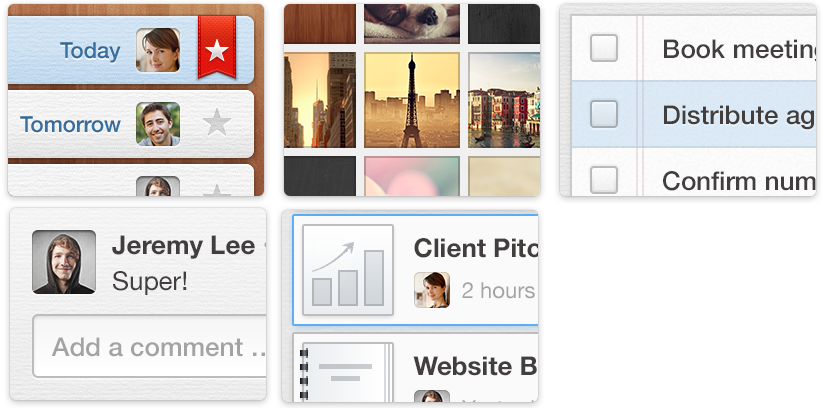 Today
Tomorrow
Book meeting
Distribute ag
Confirm num
Jeremy Lee
Super!
Add a comment ...
Client Pitc
2 hours
Website B